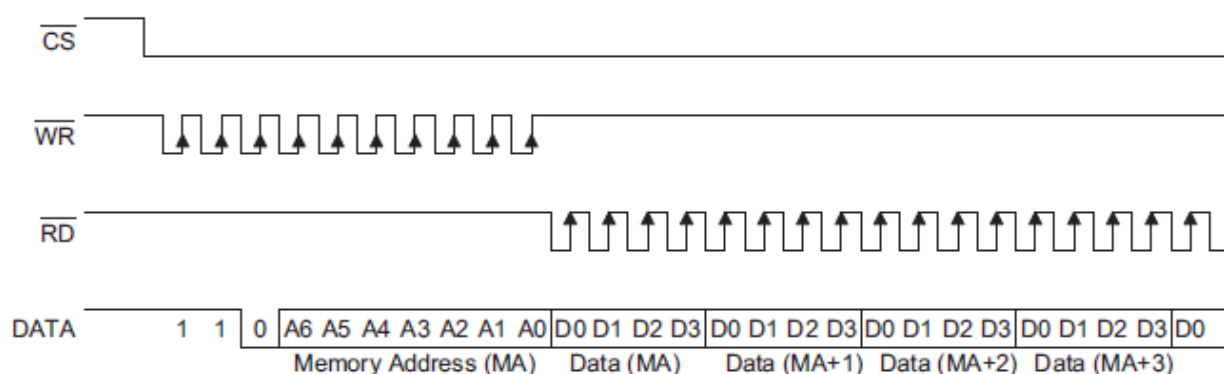 CS
WR
RD
DATA 1 1 0 A6 A5 A4 A3 A2 A1 A0 D0 D1 D2 D3 D0 D1 D2 D3 D0 D1 D2 D3 D0 D1 D2 D3 D0
Memory Address (MA) Data (MA) Data (MA+1) Data (MA+2) Data (MA+3)